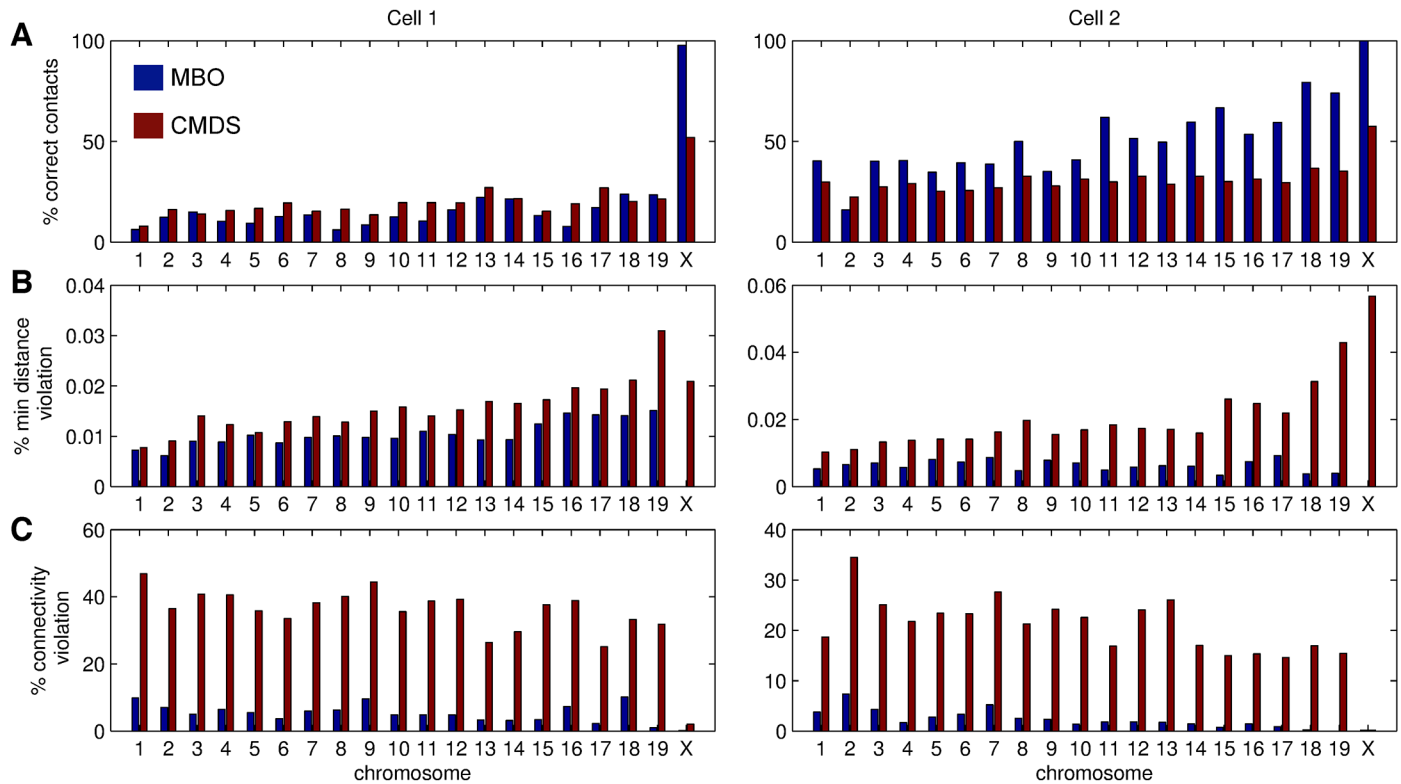 Cell 1
Cell 2
A
% correct contacts
100
50
0
MBO
CMDS
1 2 3 4 5 6 7 8 9 10 11 12 13 14 15 16 17 18 19 X
100
50
0
1 2 3 4 5 6 7 8 9 10 11 12 13 14 15 16 17 18 19 X
B
% min distance
violation
0.04
0.03
0.02
0.01
0
1 2 3 4 5 6 7 8 9 10 11 12 13 14 15 16 17 18 19 X
0.06
0.04
0.02
0
1 2 3 4 5 6 7 8 9 10 11 12 13 14 15 16 17 18 19 X
C
% connectivity
violation
60
40
20
0
1 2 3 4 5 6 7 8 9 10 11 12 13 14 15 16 17 18 19 X
chromosome
40
30
20
10
0
1 2 3 4 5 6 7 8 9 10 11 12 13 14 15 16 17 18 19 X
chromosome